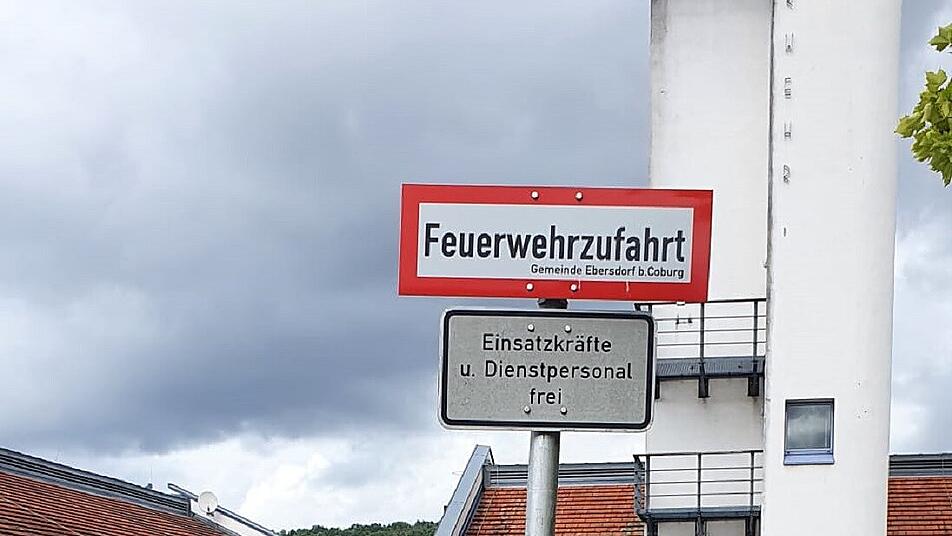 Feuerwehrzufahrt
Gemeinde Ebersdorf b.Coburg
Einsatzkräfte
u. Dienstpersonal
frei